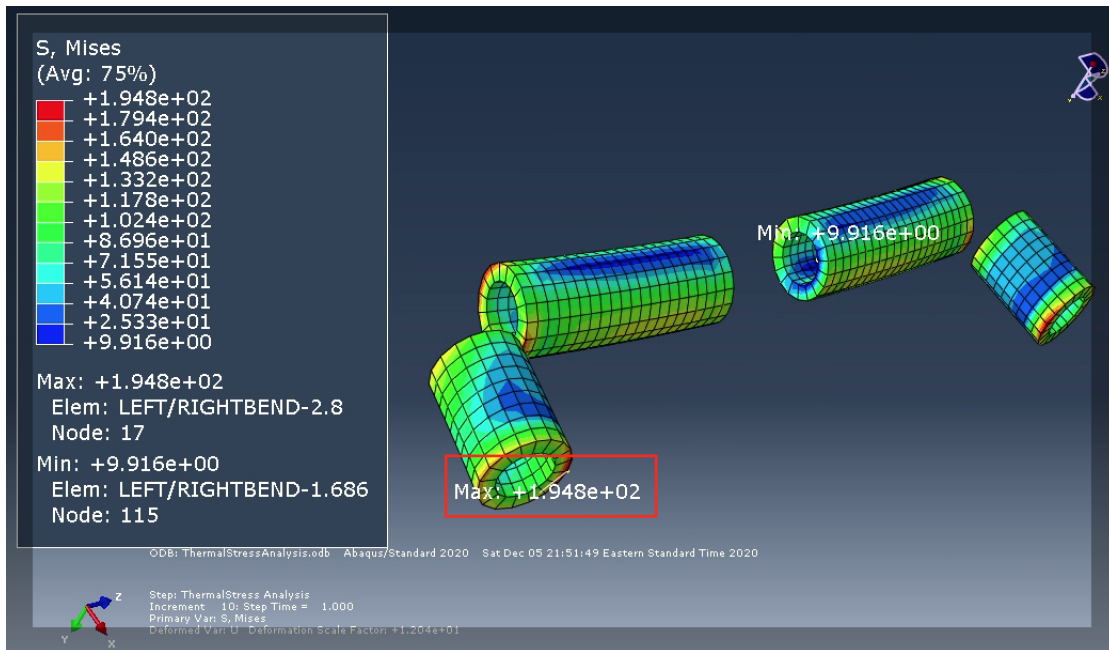 S, Mises
(Avg: 75%)
+1.948e+02
+1.794e+02
+1.640e+02
+1.486e+02
+1.332e+02
+1.178e+02
+1.024e+02
+8.696e+01
+7.155e+01
+5.614e+01
+4.074e+01
+2.533e+01
+9.916e+00
Max: +1.948e+02
Elem: LEFT/RIGHTBEND-2.8
Node: 17
Min: +9.916e+00
Elem: LEFT/RIGHTBEND-1.686
Node: 115
Min: +9.916e+00
Max: +1.948e+02
ODB: ThermalStressAnalysis.odb Abaqus/Standard 2020 Sat Dec 05 21:51:49 Eastern Standard Time 2020
Step: ThermalStress Analysis
Increment 10: Step Time = 1.000
Primary Var: S, Mises
Deformed Var: U Deformation Scale Factor: +1.204e+01
Z
Y
X